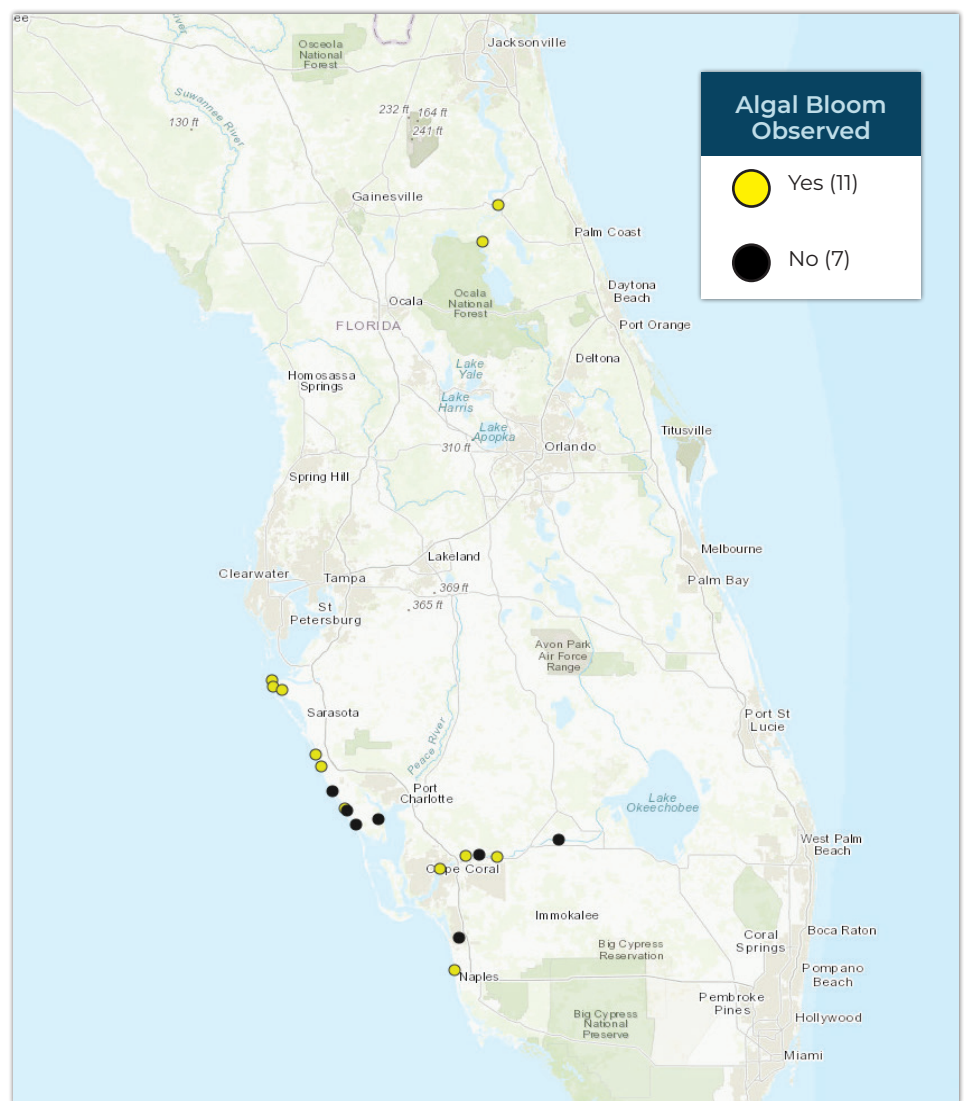 ee
River
Osceola
National
Forest
Jacksonville
Suwannee River
130 ft
232 ft
164 ft
241 ft
Algal Bloom
Observed
Yes (11)
No (7)
Gainesville
Palm Coast
Daytona
Beach
Ocala
Ocala
National
Forest
FLORIDA
Port Orange
Deltona
Lake
Yale
Homosassa
Springs
Lake
Harris
Lake
Apopka
310 ft
Titusville
Orlando
Spring Hill
Melbourne
Lakeland
Clearwater
Tampa
Palm Bay
369 ft
365 ft
St
Petersburg
Avon Park
Air Force
Range
Sarasota
Port St
Lucie
Peace River
Port
Charlotte
Lake
Okeechobee
West Palm
Beach
Cape Coral
Immokalee
Boca Raton
Coral
Springs
Big Cypress
Reservation
Naples
Pompano
Beach
Pembroke
Pines
Hollywood
Big Cypress
National
Preserve
Miami